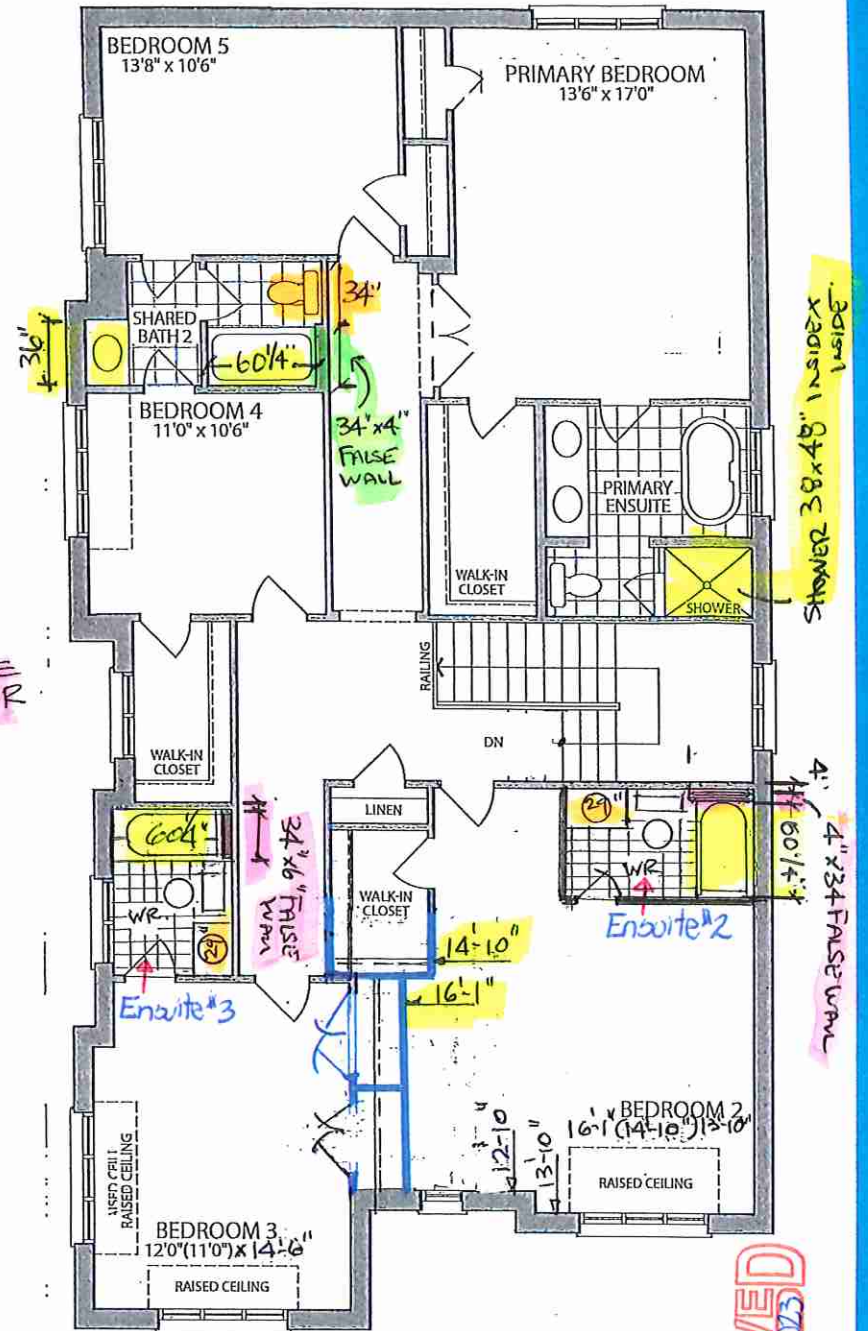 BEDROOM 5
13'8" x 10'6"
PRIMARY BEDROOM
13'6" x 17'0"
34"
SHARED
BATH 2
36"
60 1/4"
34"x4"
FALSE
WALL
BEDROOM 4
11'0" x 10'6"
SHOWER 38x48" INSIDE X
INSIDE
PRIMARY
ENSUITE
WALK-IN
CLOSET
SHOWER
RAILING
DN
WALK-IN
CLOSET
LINEN
4"
60 1/4"
4"x34 FALSE WALL
29"
WR
Ensuite #2
60 1/4"
34"x6" FALSE
WALL
WR.
29"
Ensuite #3
WALK-IN
CLOSET
14'-10"
16'-1"
BEDROOM 2
16'-1" (14'-10") 13'-10"
12'-10"
13'-10"
RAISED CEILING
RAISED CEILING
BEDROOM 3
12'0"(11'0") x 14'-6"
RAISED CEILING